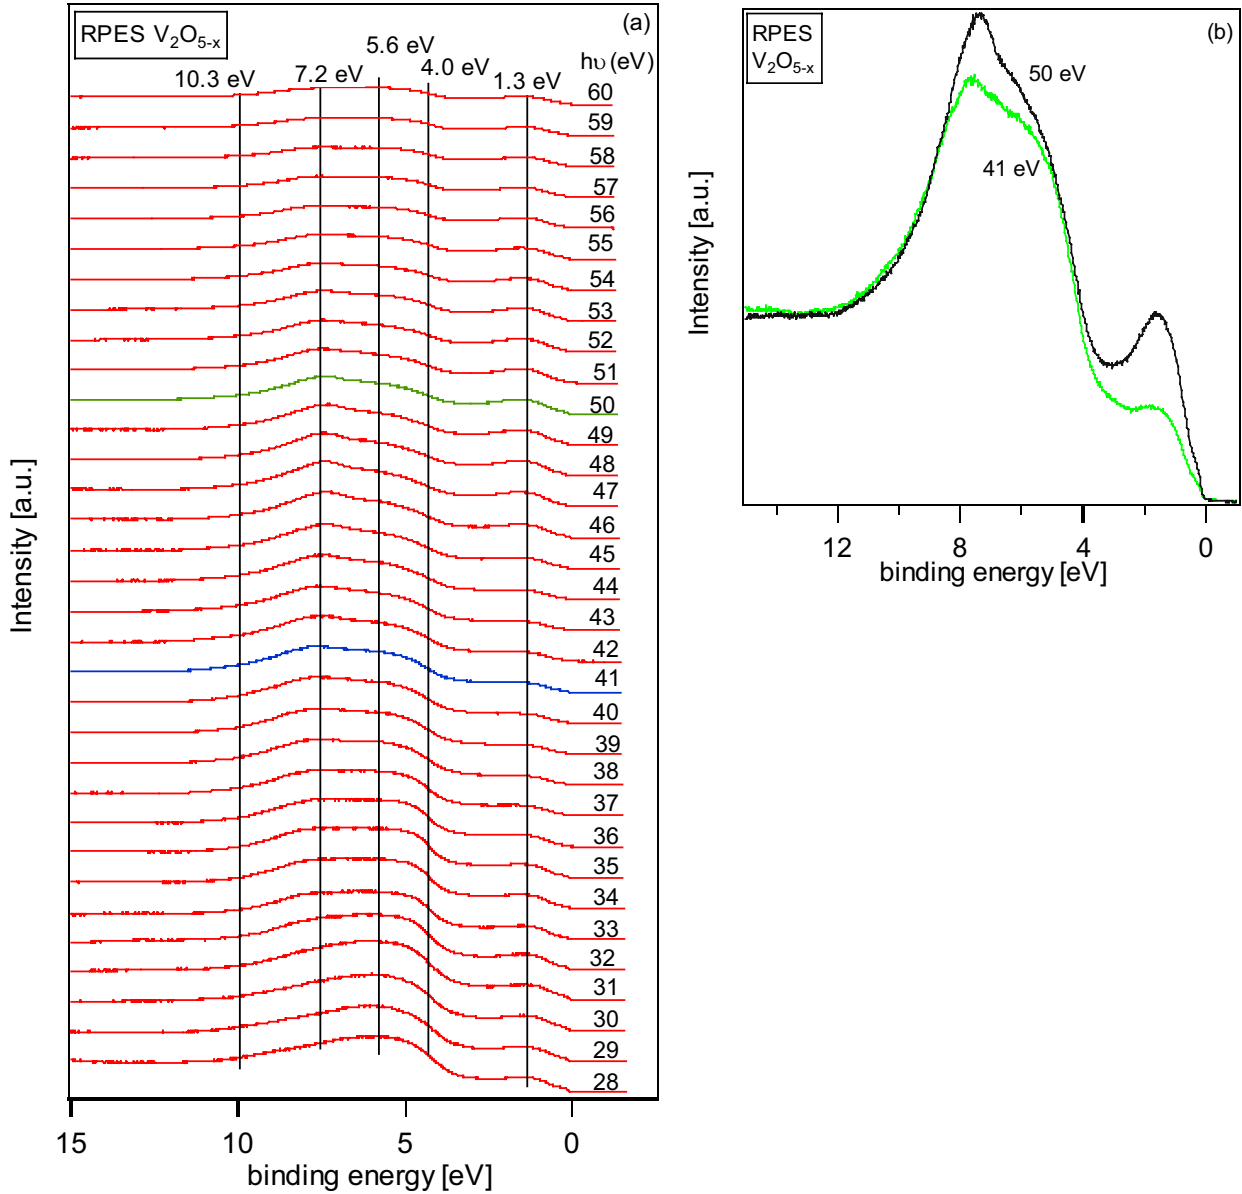 RPES V₂O₅₋ₓ
(a)
5.6 eV
hυ (eV)
10.3 eV
7.2 eV
4.0 eV
1.3 eV
60
59
58
57
56
55
54
53
52
51
50
49
48
47
46
45
44
43
42
41
40
39
38
37
36
35
34
33
32
31
30
29
28
Intensity [a.u.]
15 10 5 0
binding energy [eV]
RPES
V₂O₅₋ₓ
(b)
50 eV
41 eV
Intensity [a.u.]
12 8 4 0
binding energy [eV]